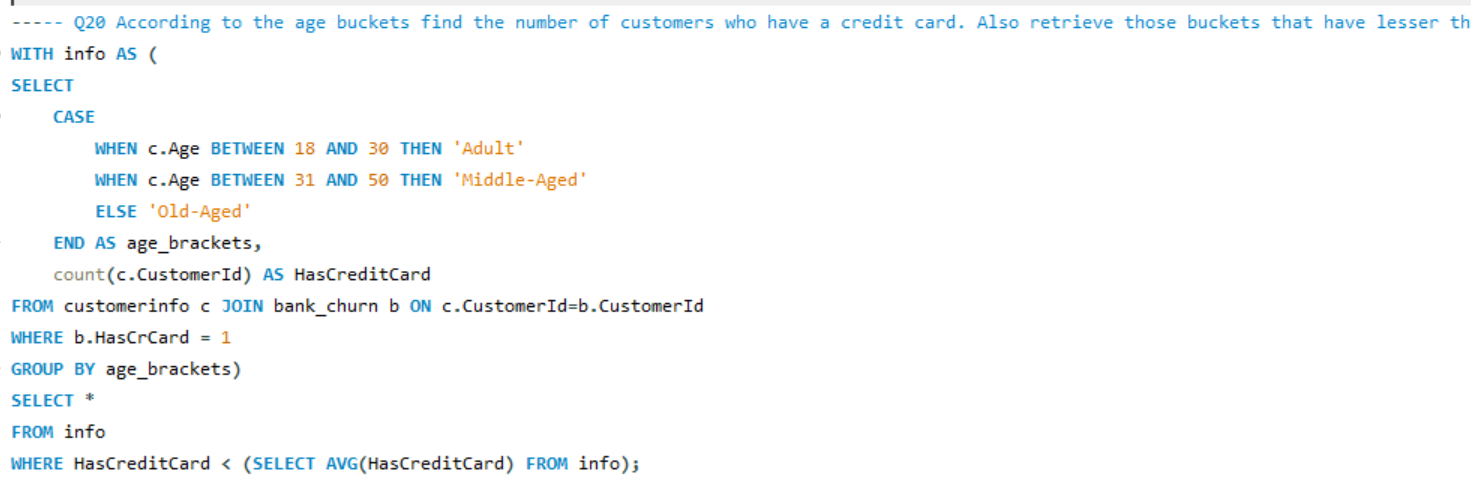 ----- Q20 According to the age buckets find the number of customers who have a credit card. Also retrieve those buckets that have lesser
WITH info AS (
SELECT
    CASE
        WHEN c.Age BETWEEN 18 AND 30 THEN 'Adult'
        WHEN c.Age BETWEEN 31 AND 50 THEN 'Middle-Aged'
        ELSE 'Old-Aged'
    END AS age_brackets,
    count(c.CustomerId) AS HasCreditCard
FROM customerinfo c JOIN bank_churn b ON c.CustomerId=b.CustomerId
WHERE b.HasCrCard = 1
GROUP BY age_brackets)
SELECT *
FROM info
WHERE HasCreditCard < (SELECT AVG(HasCreditCard) FROM info);